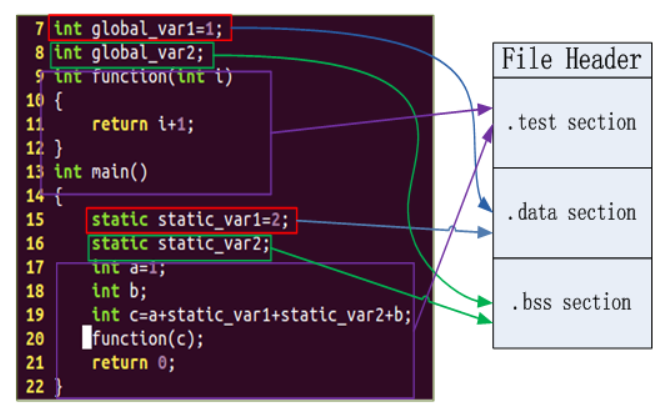 7 int global_var1=1;
8 int global_var2;
9 int function(int i)
10 {
11 return i+1;
12 }
13 int main()
14 {
15 static static_var1=2;
16 static static_var2;
17 int a=1;
18 int b;
19 int c=a+static_var1+static_var2+b;
20 function(c);
21 return 0;
22 }
File Header
.test section
.data section
.bss section